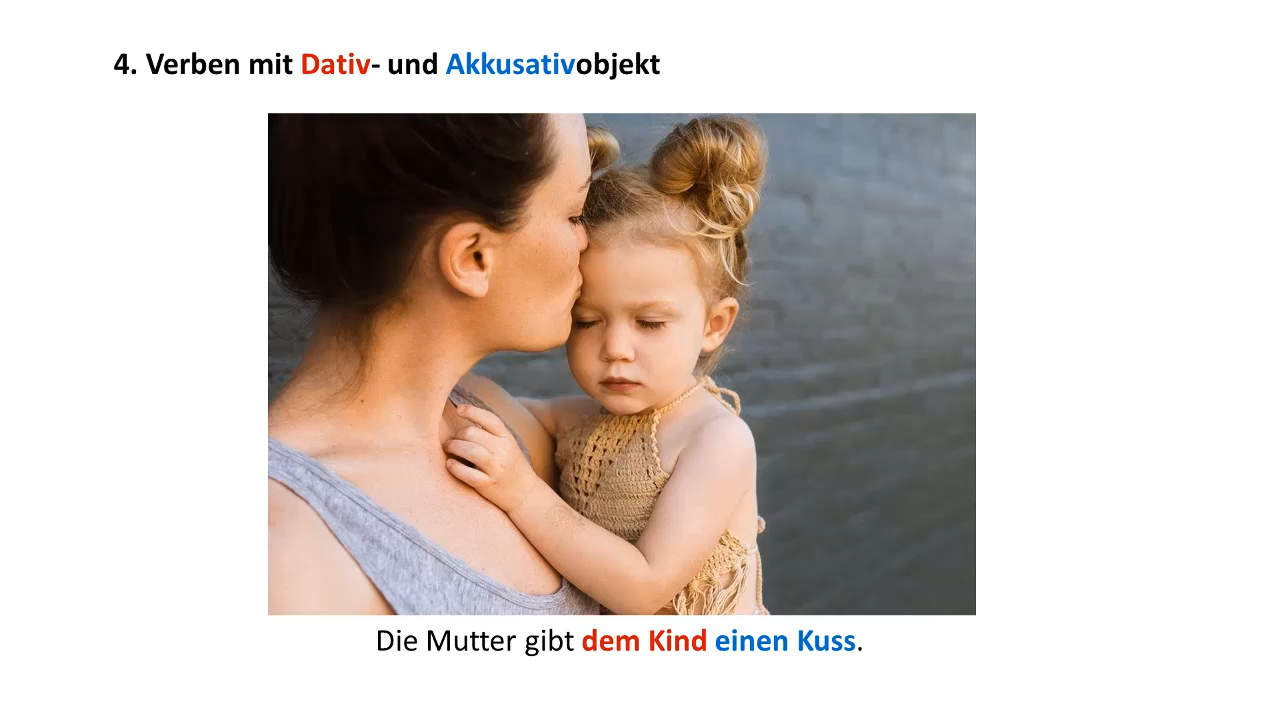 4. Verben mit Dativ- und Akkusativobjekt
Die Mutter gibt dem Kind einen Kuss.